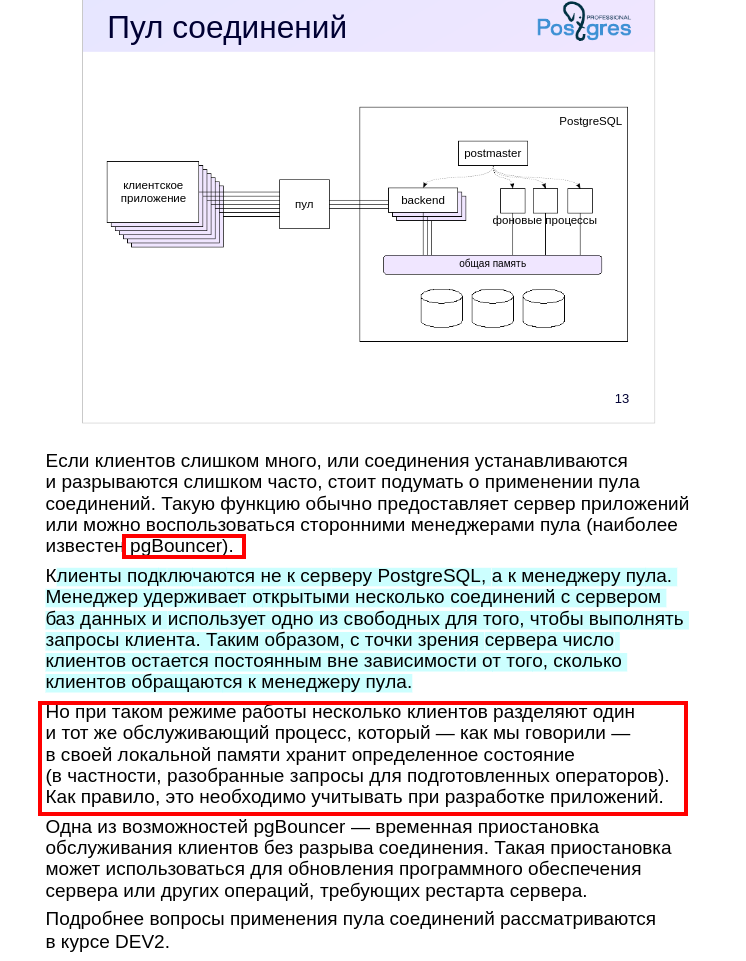 Пул соединений
PROFESSIONAL
Postgres
PostgreSQL
postmaster
клиентское
приложение
пул
backend
фоновые процессы
общая память
13
Если клиентов слишком много, или соединения устанавливаются
и разрываются слишком часто, стоит подумать о применении пула
соединений. Такую функцию обычно предоставляет сервер приложений
или можно воспользоваться сторонними менеджерами пула (наиболее
известен pgBouncer).
Клиенты подключаются не к серверу PostgreSQL, а к менеджеру пула.
Менеджер удерживает открытыми несколько соединений с сервером
баз данных и использует одно из свободных для того, чтобы выполнять
запросы клиента. Таким образом, с точки зрения сервера число
клиентов остается постоянным вне зависимости от того, сколько
клиентов обращаются к менеджеру пула.
Но при таком режиме работы несколько клиентов разделяют один
и тот же обслуживающий процесс, который — как мы говорили —
в своей локальной памяти хранит определенное состояние
(в частности, разобранные запросы для подготовленных операторов).
Как правило, это необходимо учитывать при разработке приложений.
Одна из возможностей pgBouncer — временная приостановка
обслуживания клиентов без разрыва соединения. Такая приостановка
может использоваться для обновления программного обеспечения
сервера или других операций, требующих рестарта сервера.
Подробнее вопросы применения пула соединений рассматриваются
в курсе DEV2.